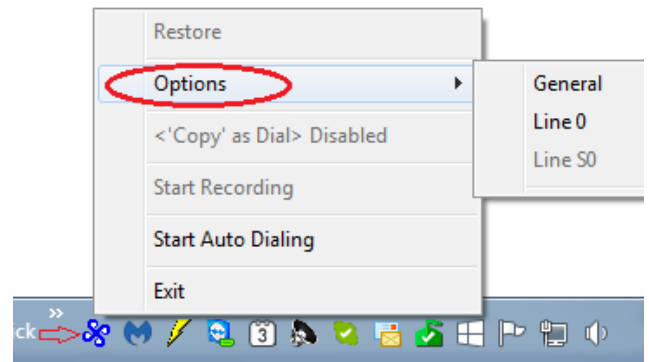 Restore
Options
General
Line 0
Line S0
<'Copy' as Dial> Disabled
Start Recording
Start Auto Dialing
Exit
ck
»
3